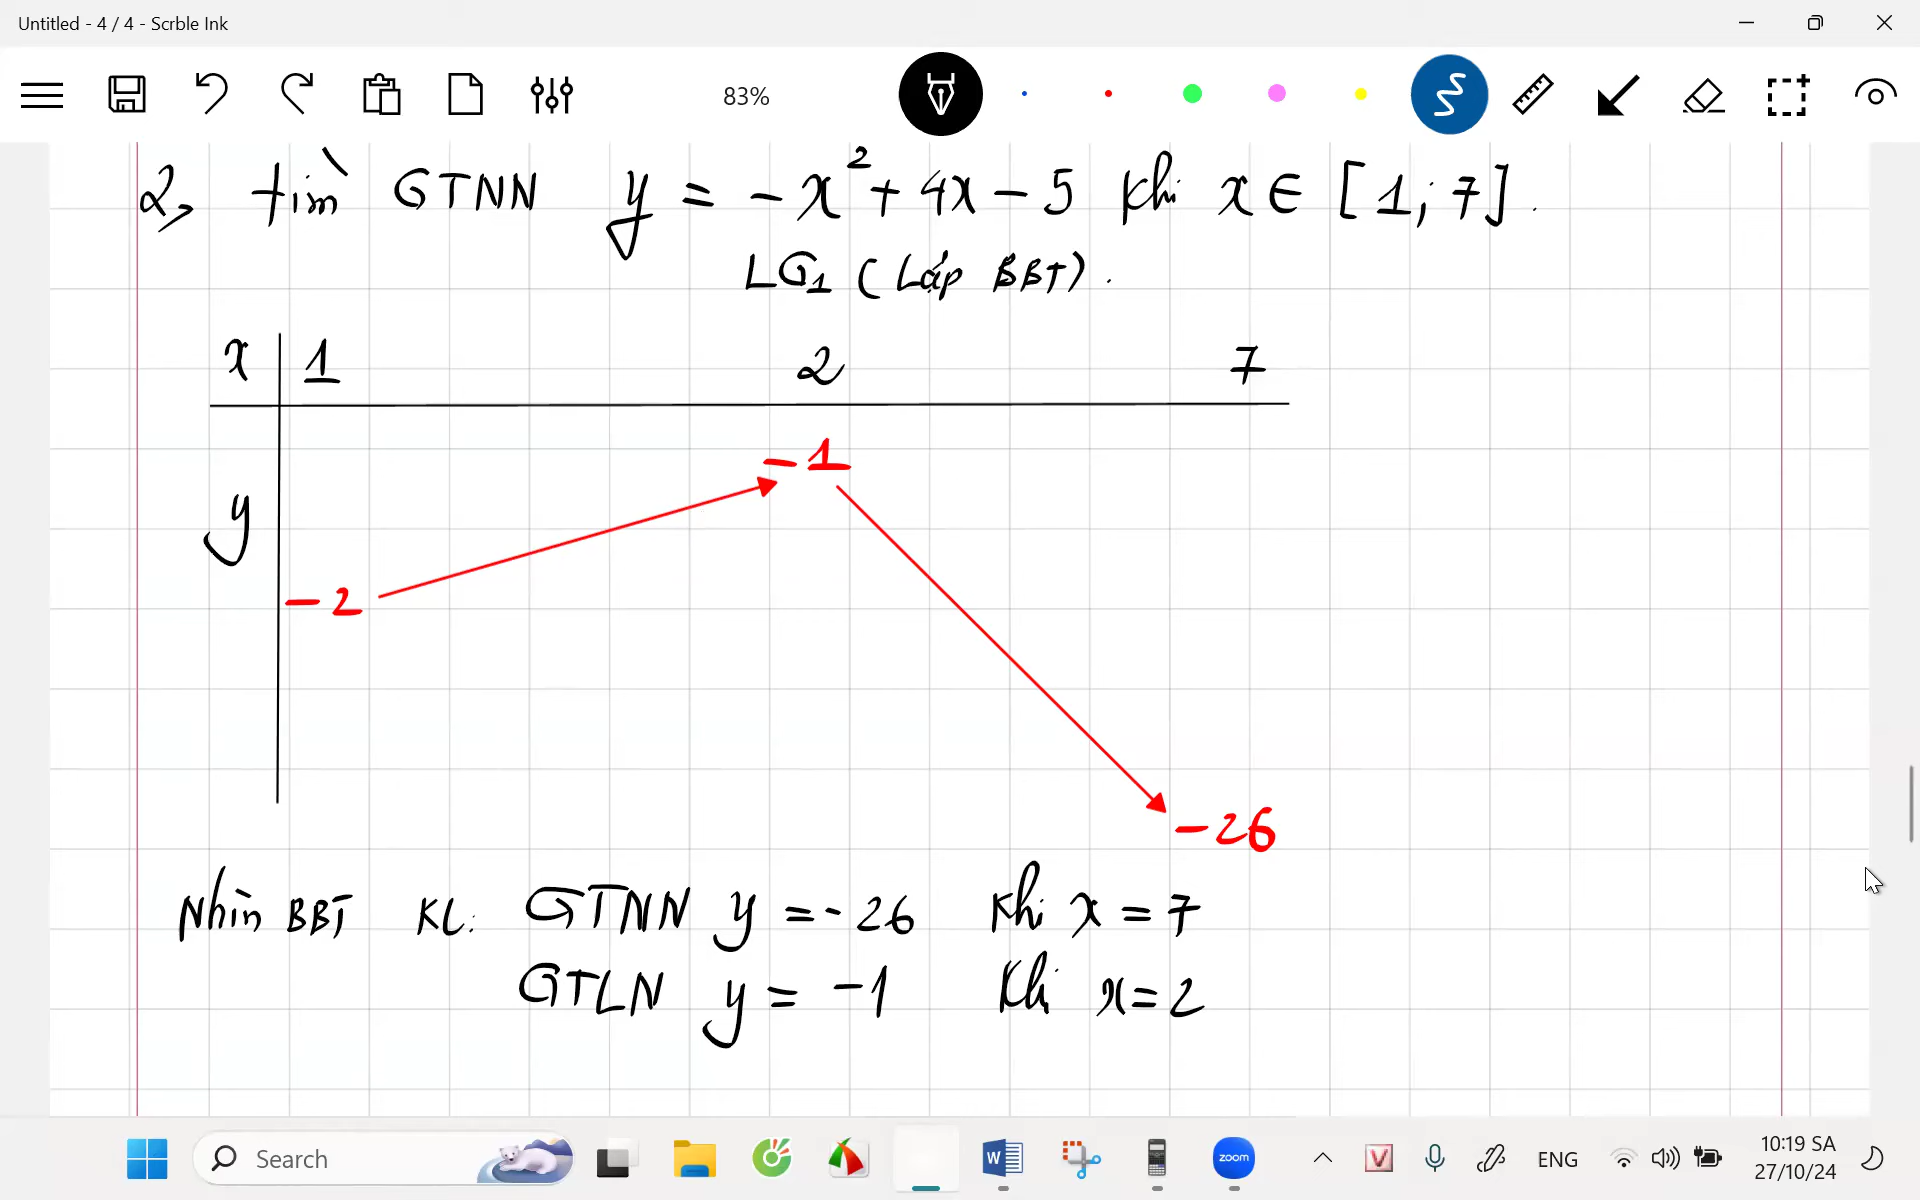 Untitled - 4 / 4 - Scrble Ink
83%
2, tìm GTNN y = -x² + 4x - 5 khi x ∈ [1; 7].
LG1 (Lập BBT).
x 1 2 7
-1
y
-2
-26
Nhìn BBT KL: GTNN y = -26 khi x = 7
GTLN y = -1 khi x = 2
Search
W
zoom
V
ENG
10:19 SA
27/10/24